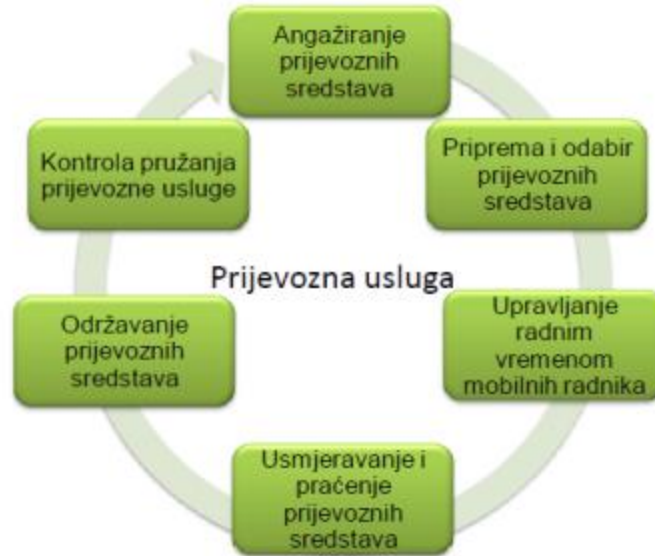 Angažiranje
prijevoznih
sredstava
Priprema i odabir
prijevoznih
sredstava
Upravljanje
radnim
vremenom
mobilnih radnika
Usmjeravanje i
praćenje
prijevoznih
sredstava
Održavanje
prijevoznih
sredstava
Kontrola pružanja
prijevozne usluge
Prijevozna usluga